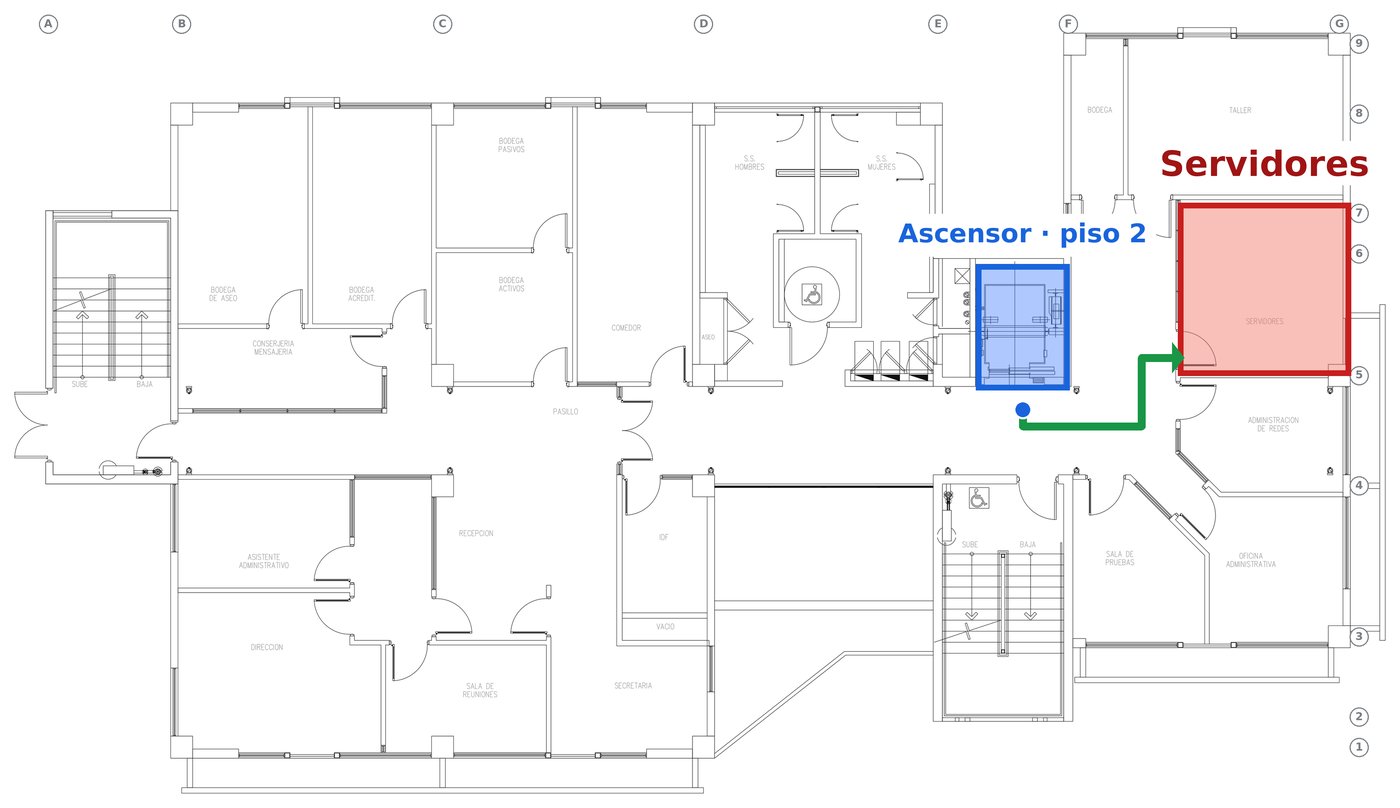 A
B
C
D
E
F
G
9
BODEGA
TALLER
8
Servidores
BODEGA
PASIVOS
S.S.
HOMBRES
S.S.
MUJERES
7
Ascensor · piso 2
6
BODEGA
DE ASEO
BODEGA
ACREDIT.
BODEGA
ACTIVOS
COMEDOR
ASEO
SERVIDORES
CONSERJERIA
MENSAJERIA
5
SUBE
BAJA
PASILLO
ADMINISTRACION
DE REDES
4
RECEPCION
IDF
SUBE
BAJA
ASISTENTE
ADMINISTRATIVO
SALA DE
PRUEBAS
OFICINA
ADMINISTRATIVA
VACIO
3
DIRECCION
SALA DE
REUNIONES
SECRETARIA
2
1